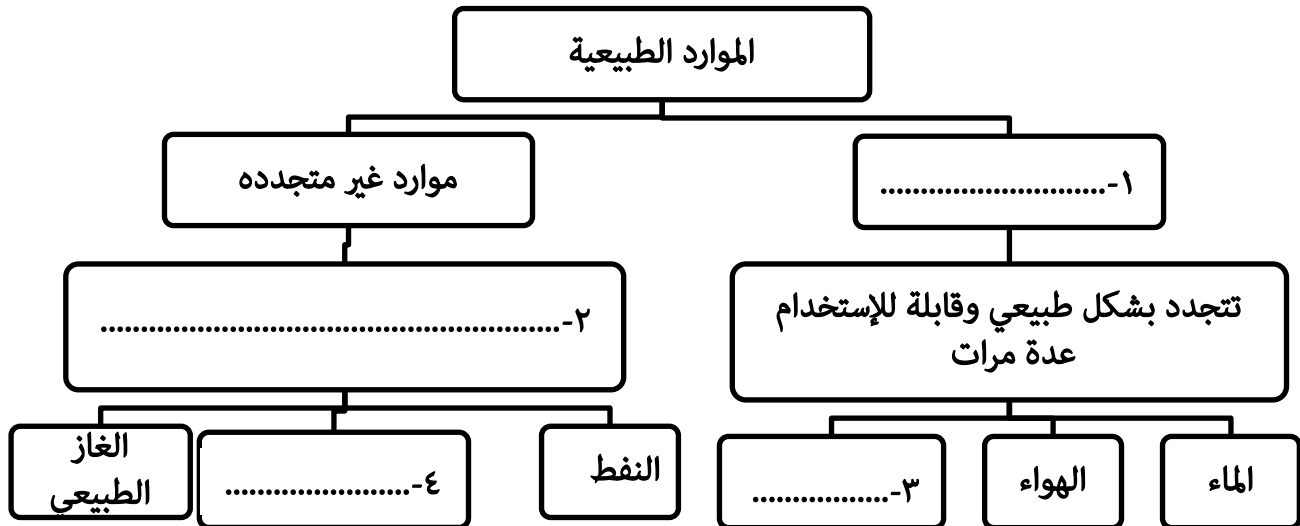 الموارد الطبيعية
١-............................
موارد غير متجدده
تتجدد بشكل طبيعي وقابلة للإستخدام
عدة مرات
٢-.........................................................
الماء
الهواء
٣-.................
النفط
٤-.......................
الغاز
الطبيعي